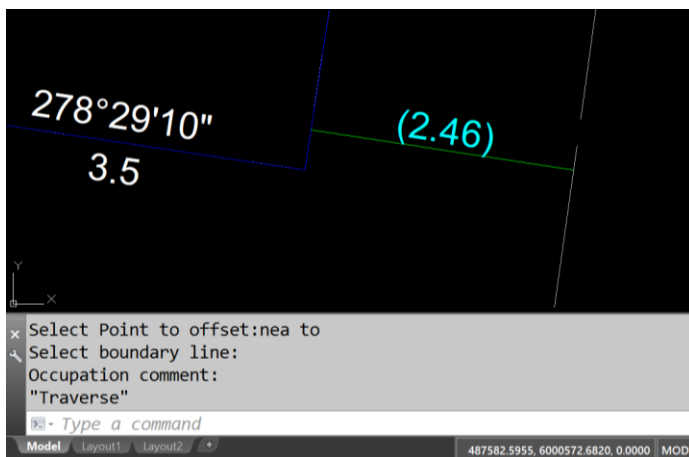 278°29'10"
3.5
(2.46)
Y
X
Select Point to offset:nea to
Select boundary line:
Occupation comment:
"Traverse"
Type a command
Model Layout1 Layout2 +
487582.5955, 6000572.6820, 0.0000 MOD